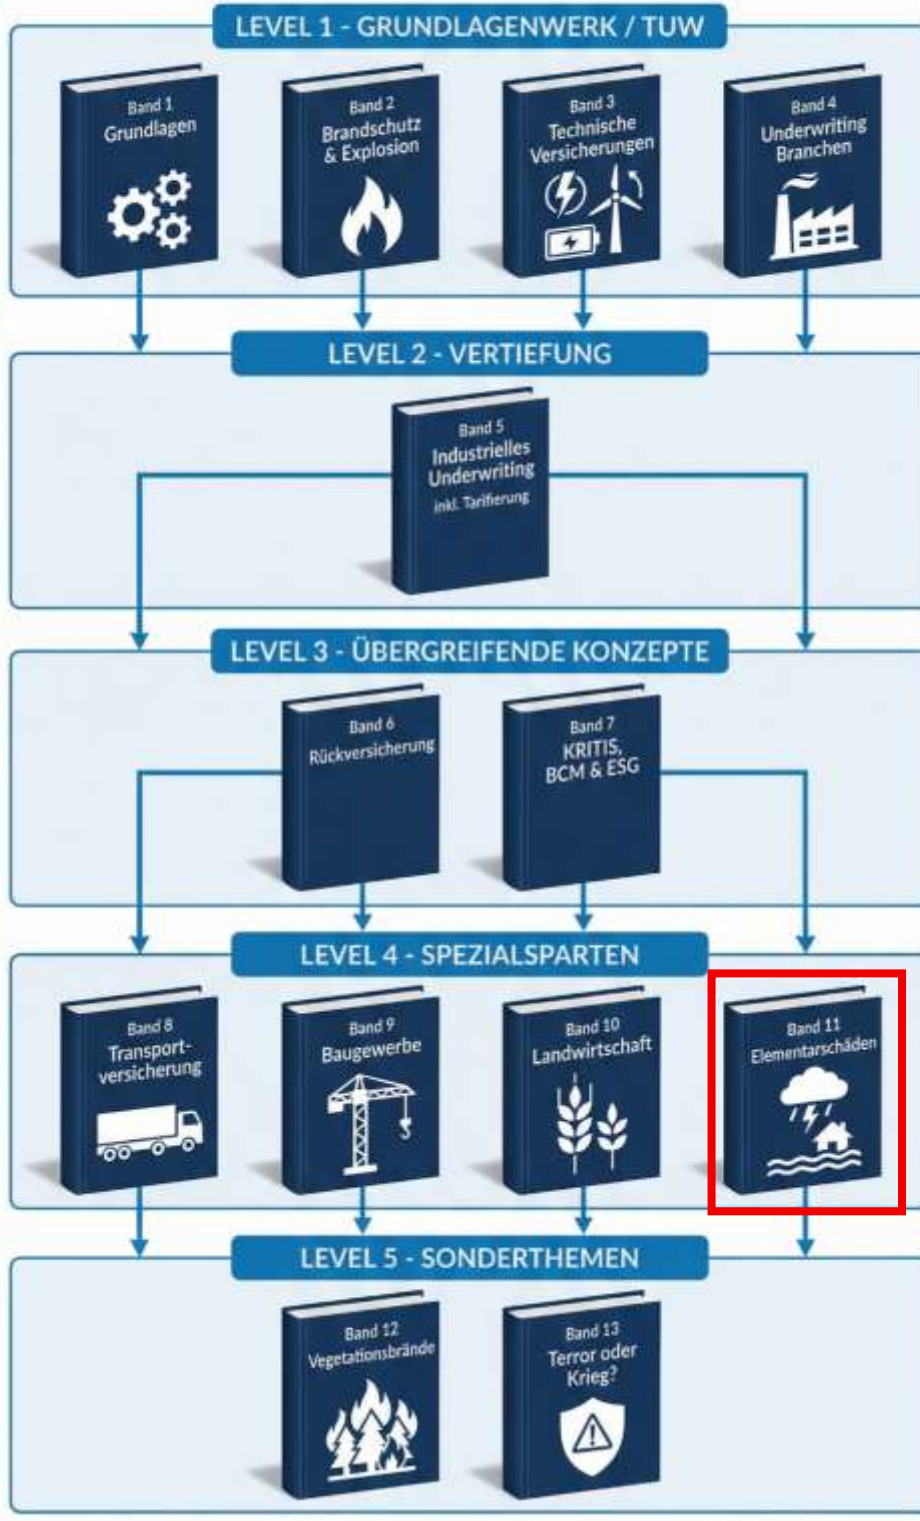 LEVEL 1 - GRUNDLAGENWERK / TUW
Band 1
Grundlagen
Band 2
Brandschutz
& Explosion
Band 3
Technische
Versicherungen
Band 4
Underwriting
Branchen
LEVEL 2 - VERTIEFUNG
Band 5
Industrielles
Underwriting
inkl. Tarifierung
LEVEL 3 - ÜBERGREIFENDE KONZEPTE
Band 6
Rückversicherung
Band 7
KRITIS,
BCM & ESG
LEVEL 4 - SPEZIALSPARTEN
Band 8
Transport-
versicherung
Band 9
Baugewerbe
Band 10
Landwirtschaft
Band 11
Elementarschäden
LEVEL 5 - SONDERTHEMEN
Band 12
Vegetationsbrände
Band 13
Terror oder
Krieg?